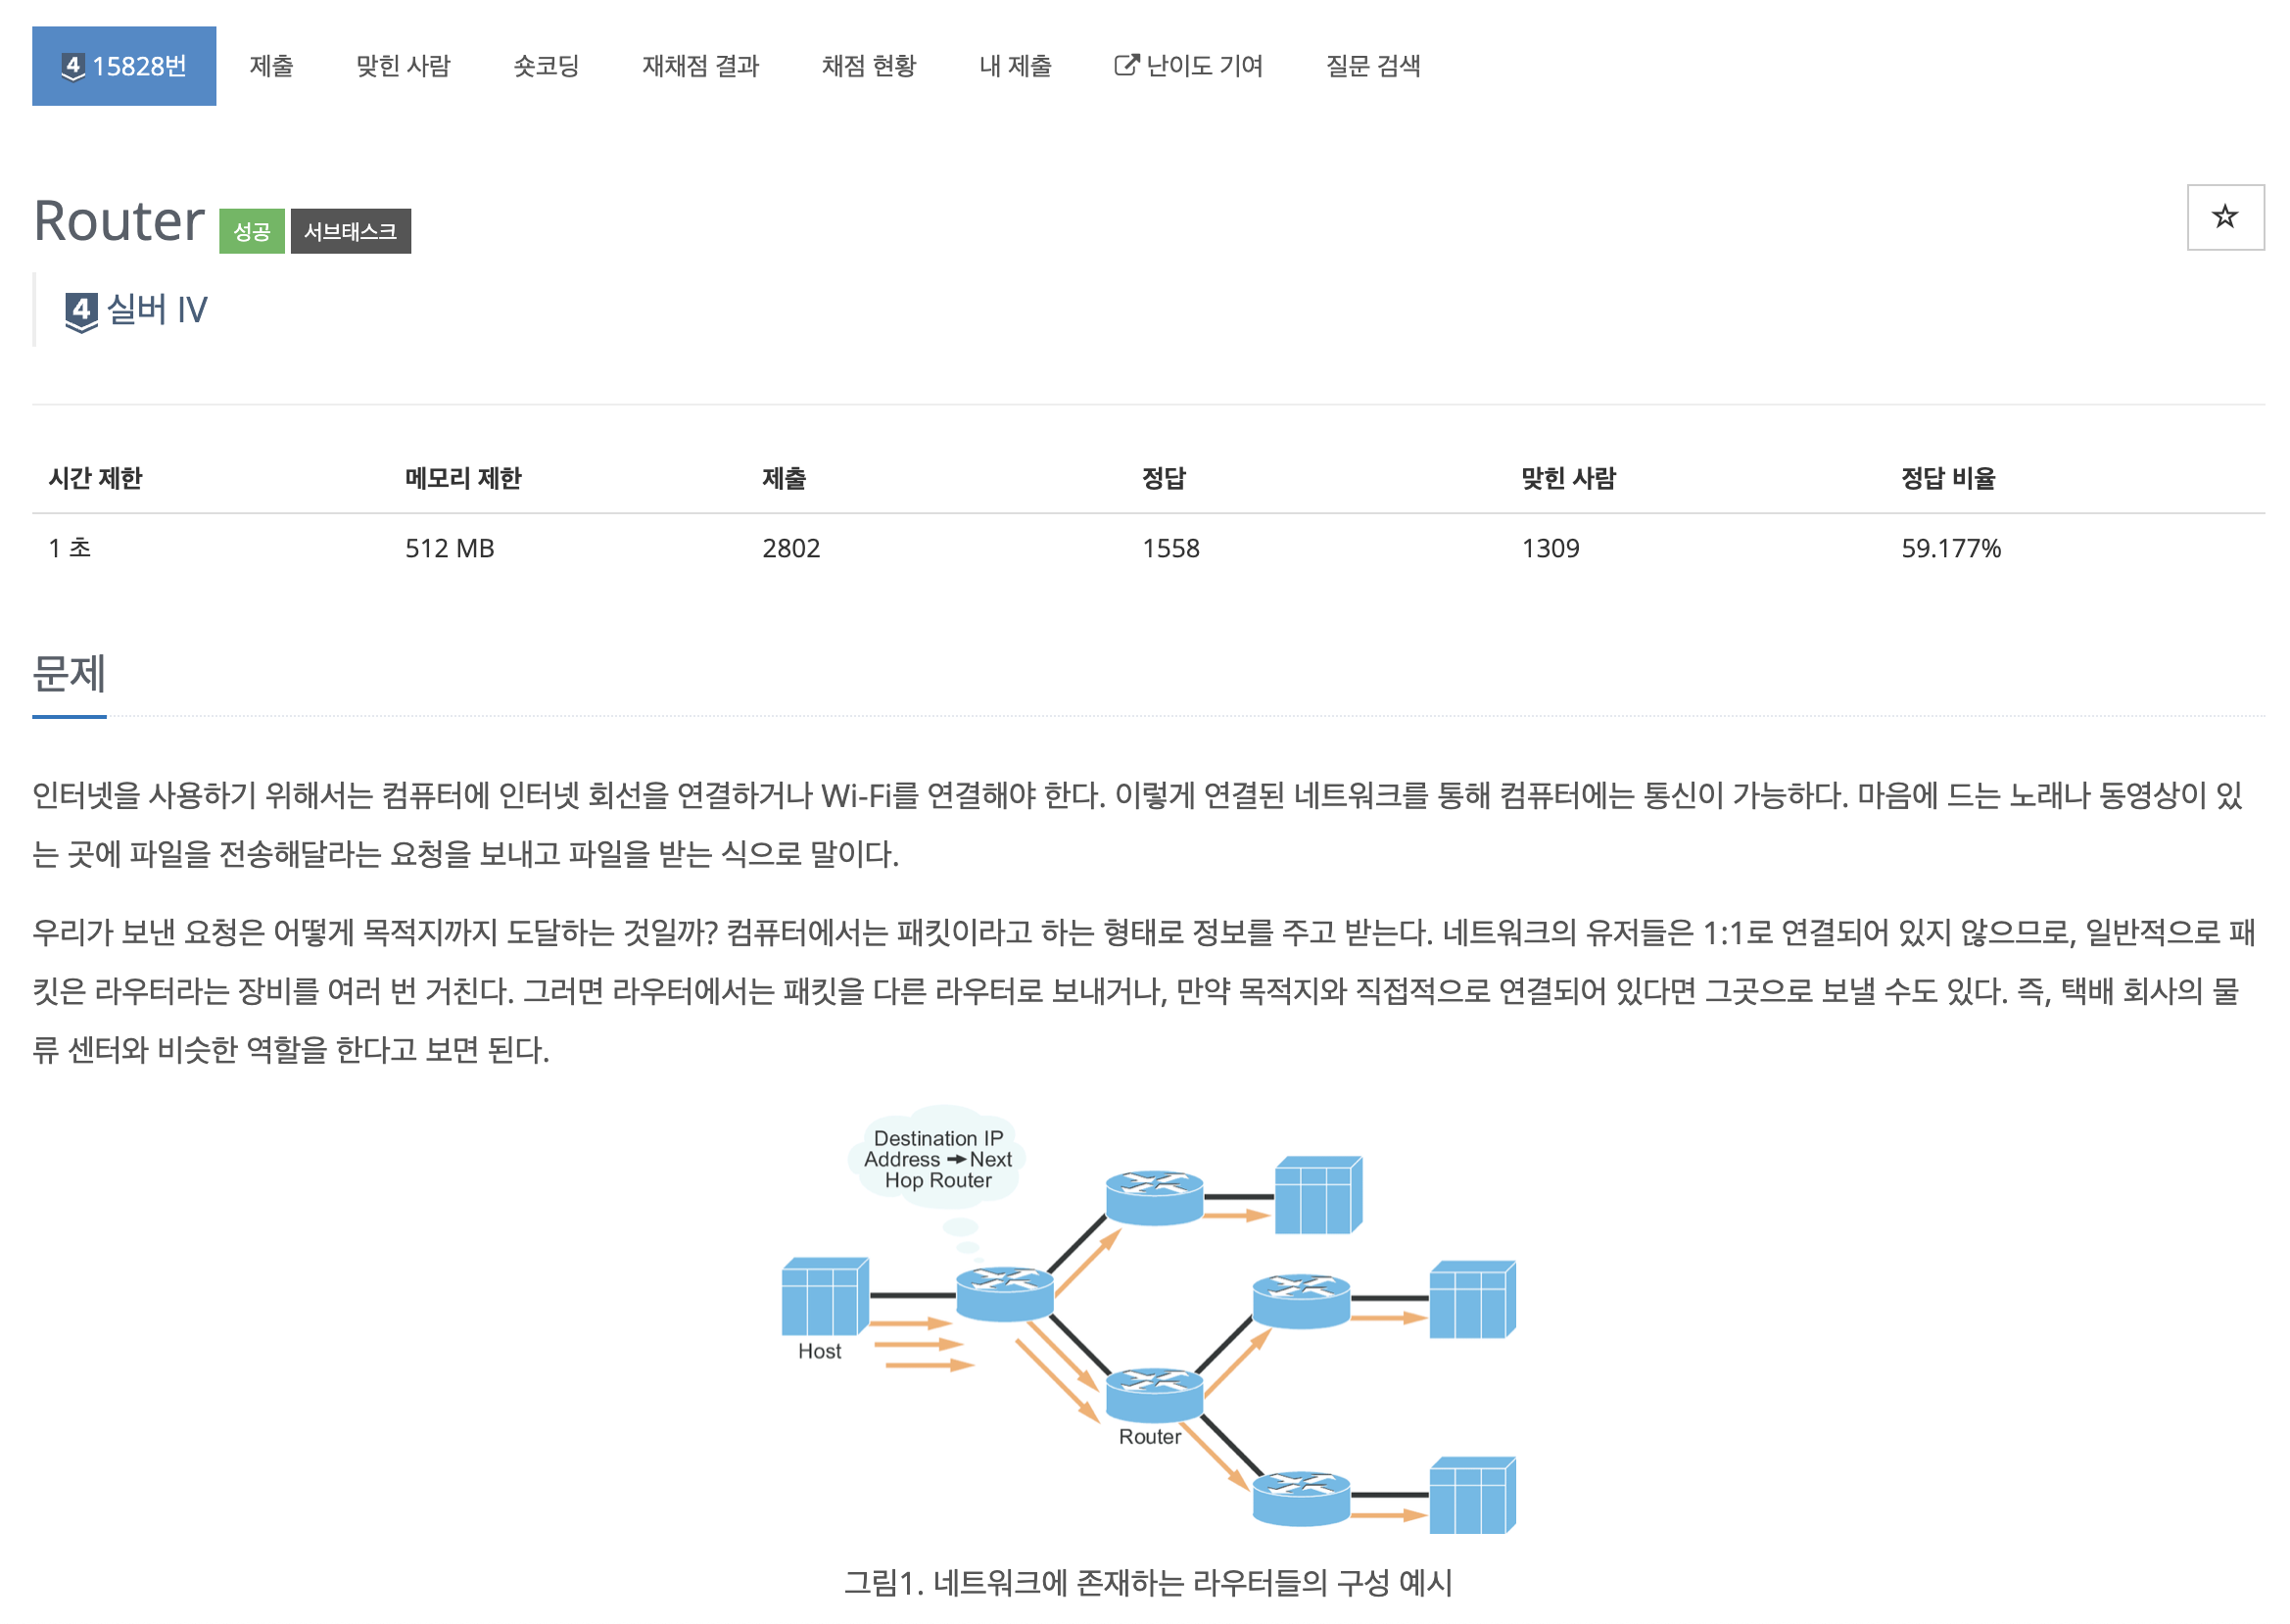 4 15828번 제출 맞힌 사람 숏코딩 재채점 결과 채점 현황 내 제출 난이도 기여 질문 검색
Router 성공 서브태스크
4 실버 IV
시간 제한 메모리 제한 제출 정답 맞힌 사람 정답 비율
1 초 512 MB 2802 1558 1309 59.177%
문제
인터넷을 사용하기 위해서는 컴퓨터에 인터넷 회선을 연결하거나 Wi-Fi를 연결해야 한다. 이렇게 연결된 네트워크를 통해 컴퓨터에는 통신이 가능하다. 마음에 드는 노래나 동영상이 있
는 곳에 파일을 전송해달라는 요청을 보내고 파일을 받는 식으로 말이다.
우리가 보낸 요청은 어떻게 목적지까지 도달하는 것일까? 컴퓨터에서는 패킷이라고 하는 형태로 정보를 주고 받는다. 네트워크의 유저들은 1:1로 연결되어 있지 않으므로, 일반적으로 패
킷은 라우터라는 장비를 여러 번 거친다. 그러면 라우터에서는 패킷을 다른 라우터로 보내거나, 만약 목적지와 직접적으로 연결되어 있다면 그곳으로 보낼 수도 있다. 즉, 택배 회사의 물
류 센터와 비슷한 역할을 한다고 보면 된다.
Destination IP
Address → Next
Hop Router
Host
Router
그림1. 네트워크에 존재하는 라우터들의 구성 예시